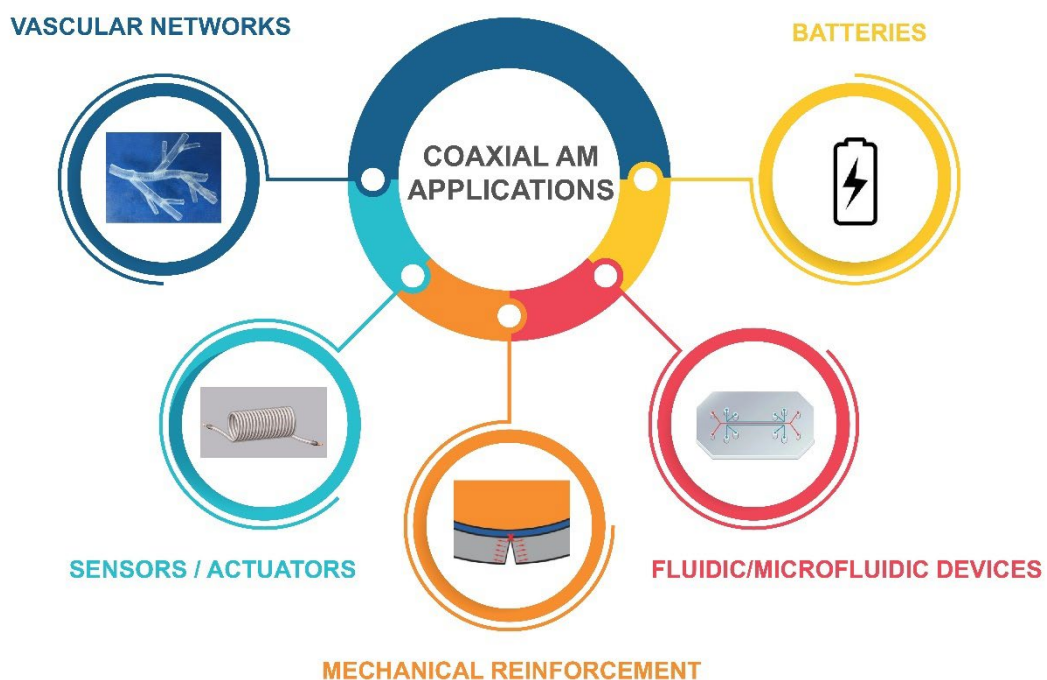 VASCULAR NETWORKS
BATTERIES
COAXIAL AM
APPLICATIONS
SENSORS / ACTUATORS
FLUIDIC/MICROFLUIDIC DEVICES
MECHANICAL REINFORCEMENT